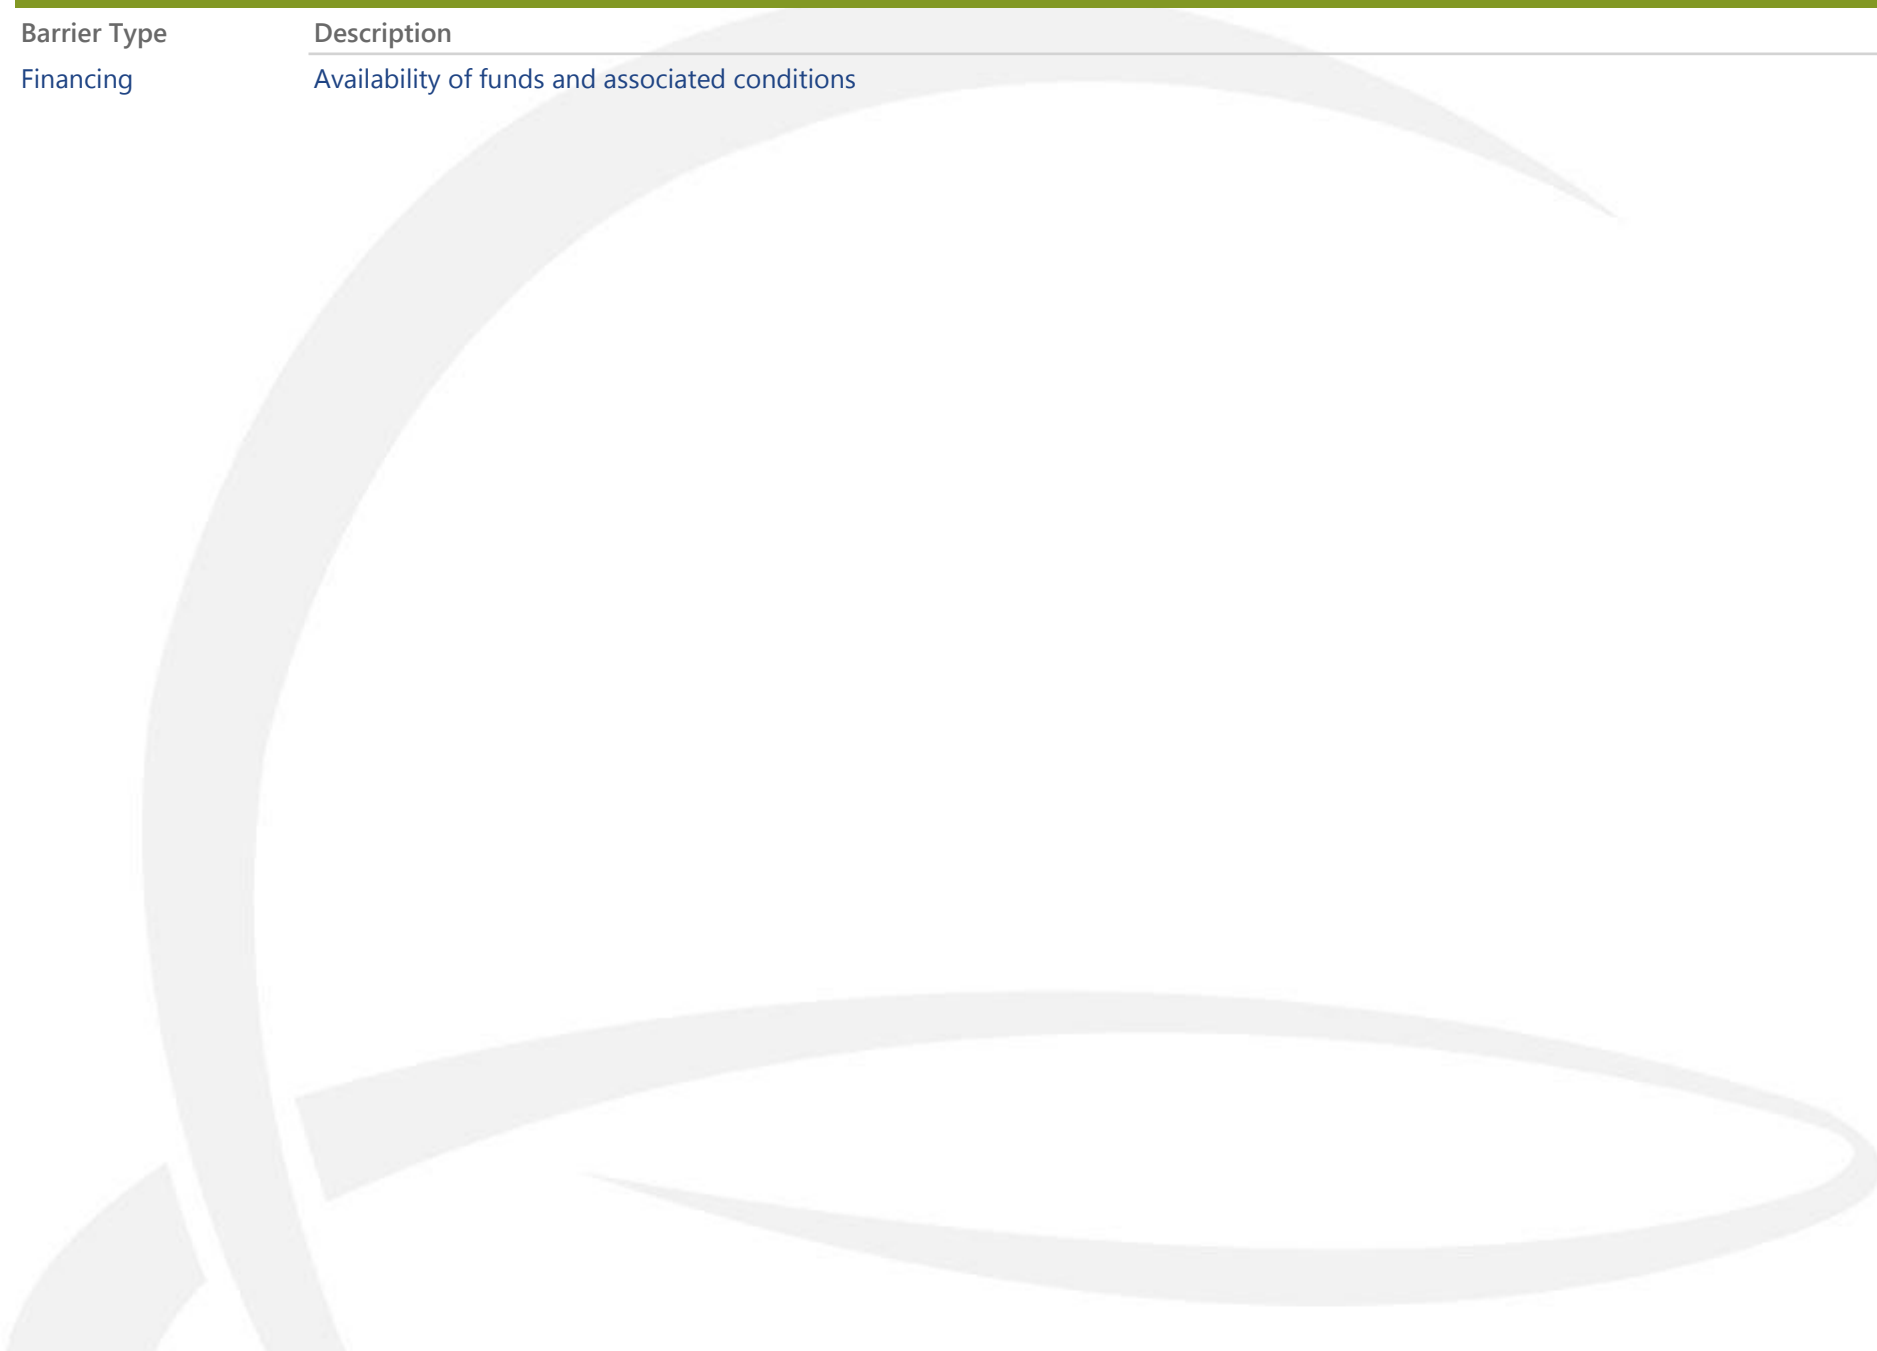 Barrier Type Description
Financing Availability of funds and associated conditions